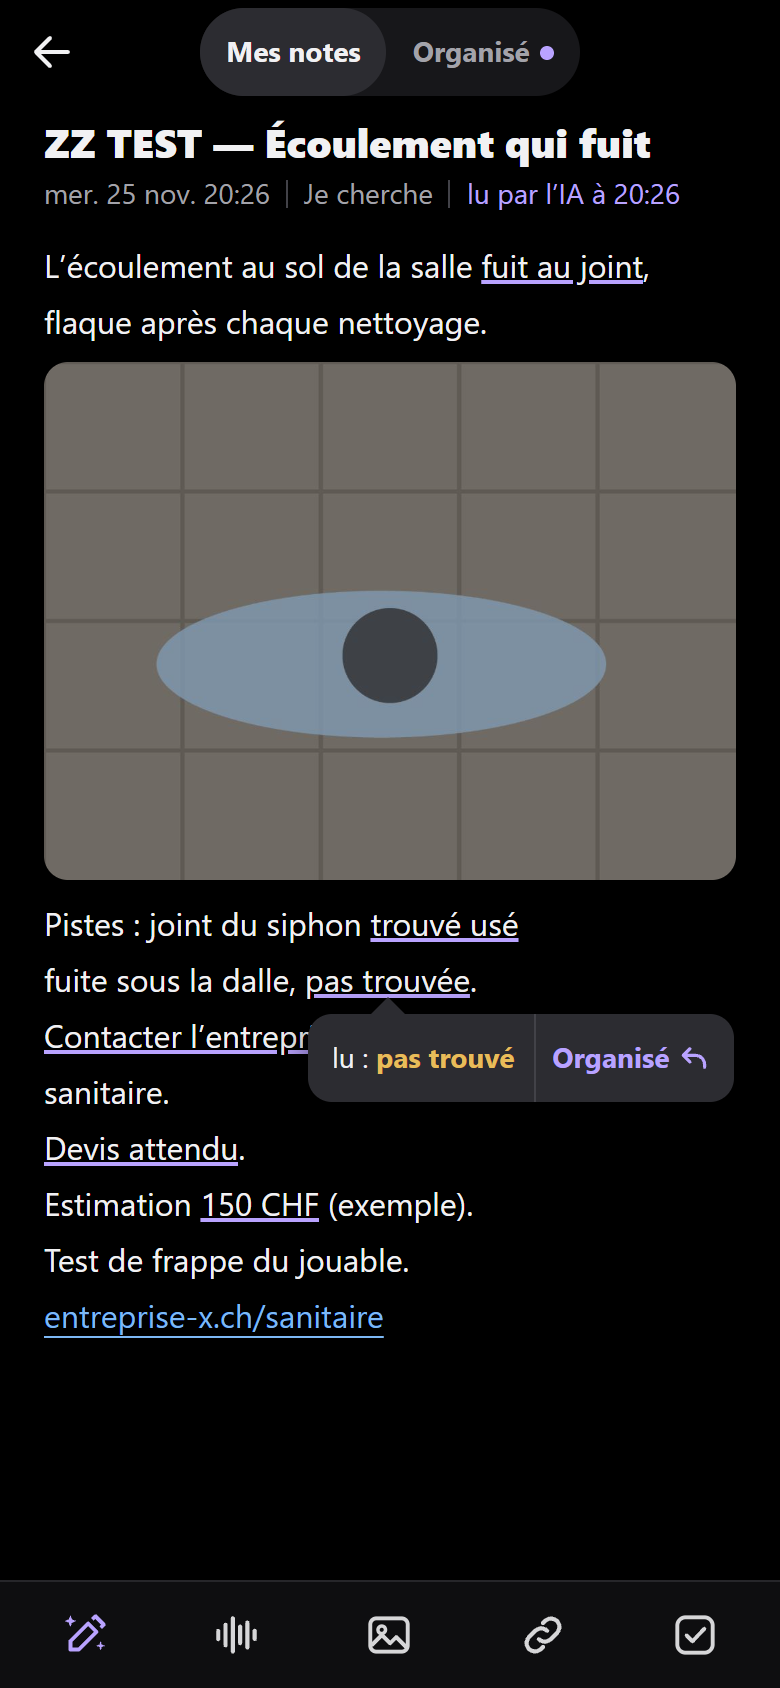 Mes notes Organisé
ZZ TEST — Écoulement qui fuit
mer. 25 nov. 20:26 | Je cherche | lu par l’IA à 20:26
L’écoulement au sol de la salle fuit au joint,
flaque après chaque nettoyage.
Pistes : joint du siphon trouvé usé
fuite sous la dalle, pas trouvée.
Contacter l’entrepr
lu : pas trouvé | Organisé
sanitaire.
Devis attendu.
Estimation 150 CHF (exemple).
Test de frappe du jouable.
entreprise-x.ch/sanitaire